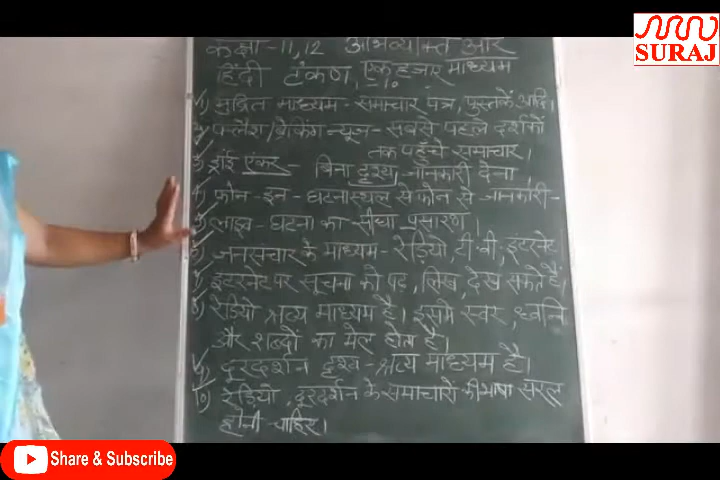 SURAJ
कक्षा-11,12 अभिव्यक्ति और
हिंदी टंकण, एक हजार माध्यम
1) मुद्रित माध्यम - समाचार पत्र, पुस्तकें आदि।
2) फ्लैश/ब्रेकिंग न्यूज - सबसे पहले दर्शकों
तक पहुँचे समाचार।
3) ड्राई एंकर - बिना दृश्य जानकारी देना
4) फोन-इन - घटनास्थल से फोन से जानकारी-
5) लाइव - घटना का सीधा प्रसारण।
6) जनसंचार के माध्यम - रेडियो, टी.वी., इंटरनेट
7) इंटरनेट पर सूचना को पढ़, लिख, देख सकते हैं।
8) रेडियो श्रव्य माध्यम है। इसमें स्वर, ध्वनि
और शब्दों का मेल होता है।
9) दूरदर्शन दृश्य - श्रव्य माध्यम है।
10) रेडियो, दूरदर्शन के समाचारों की भाषा सरल
होनी चाहिए।
Share & Subscribe